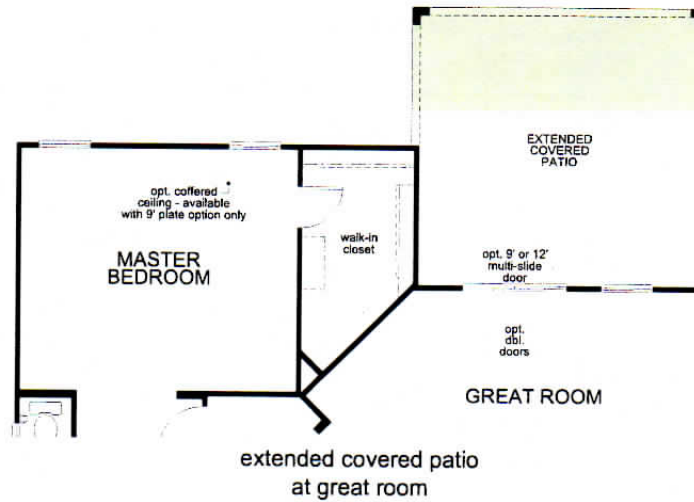 EXTENDED
COVERED
PATIO
opt. coffered
ceiling - available
with 9' plate option only
walk-in
closet
MASTER
BEDROOM
opt. 9' or 12'
multi-slide
door
opt.
dbl.
doors
GREAT ROOM
extended covered patio
at great room